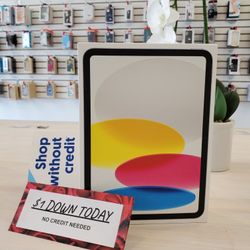 Shop
without
credit
$1 DOWN TODAY
NO CREDIT NEEDED